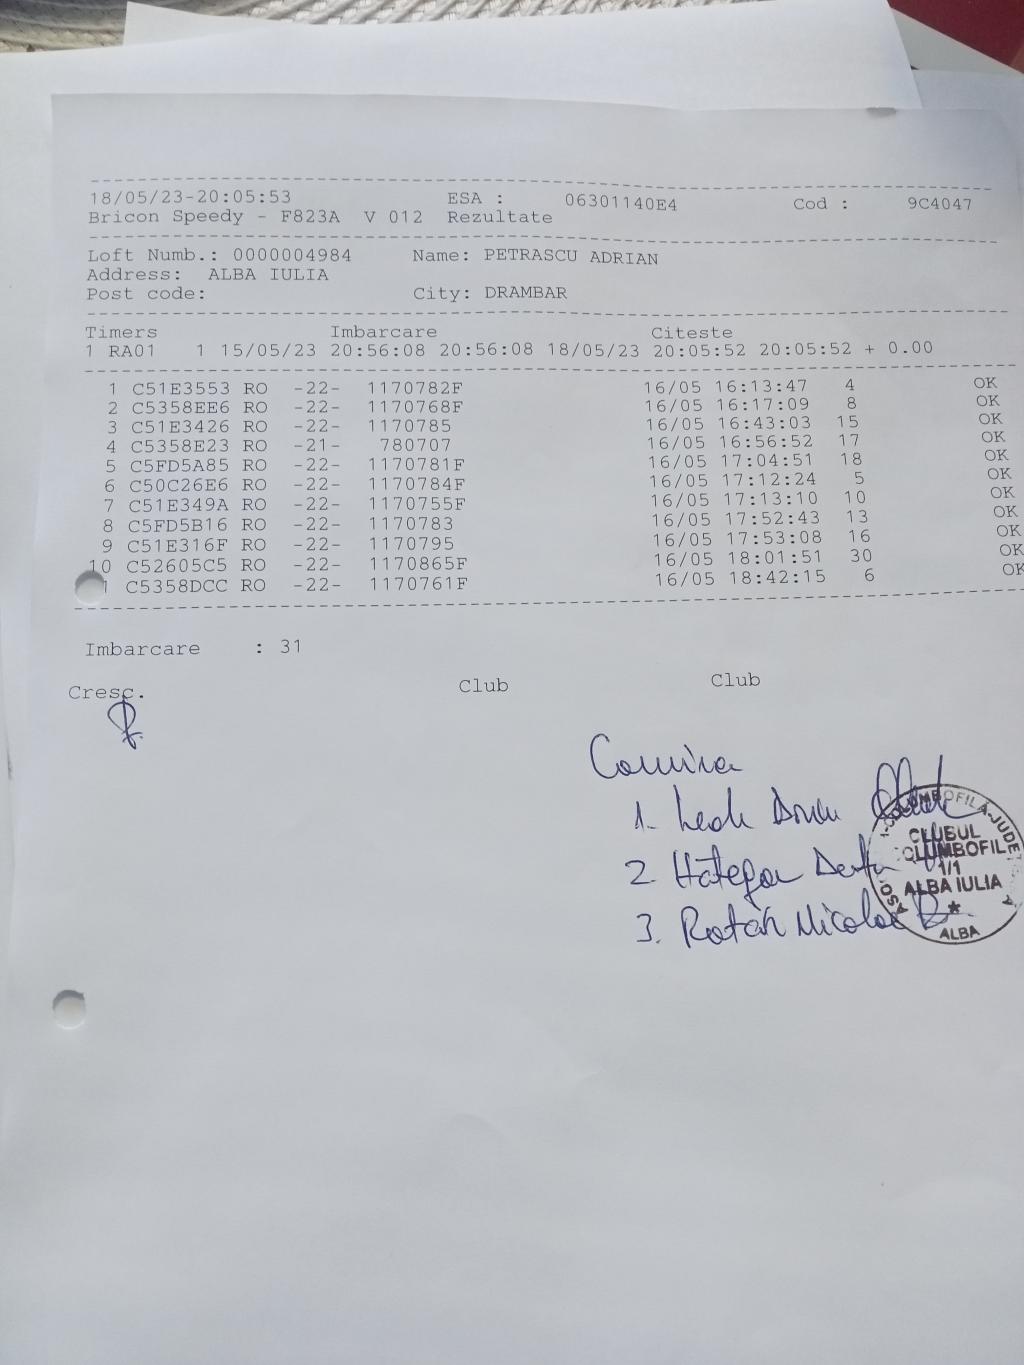 18/05/23-20:05:53 ESA : 06301140E4 Cod : 9C4047
Bricon Speedy - F823A V 012 Rezultate
Loft Numb.: 0000004984 Name: PETRASCU ADRIAN
Address: ALBA IULIA
Post code: City: DRAMBAR
Timers Imbarcare Citeste
1 RA01 1 15/05/23 20:56:08 20:56:08 18/05/23 20:05:52 20:05:52 + 0.00
1 C51E3553 RO -22- 1170782F 16/05 16:13:47 4 OK
2 C5358EE6 RO -22- 1170768F 16/05 16:17:09 8 OK
3 C51E3426 RO -22- 1170785 16/05 16:43:03 15 OK
4 C5358E23 RO -21- 780707 16/05 16:56:52 17 OK
5 C5FD5A85 RO -22- 1170781F 16/05 17:04:51 18 OK
6 C50C26E6 RO -22- 1170784F 16/05 17:12:24 5 OK
7 C51E349A RO -22- 1170755F 16/05 17:13:10 10 OK
8 C5FD5B16 RO -22- 1170783 16/05 17:52:43 13 OK
9 C51E316F RO -22- 1170795 16/05 17:53:08 16 OK
10 C52605C5 RO -22- 1170865F 16/05 18:01:51 30 OK
1 C5358DCC RO -22- 1170761F 16/05 18:42:15 6 OK
Imbarcare : 31
Cresc. Club Club
1.
2. Hategan
3. Rotar Nicolae
CLUBUL
COLUMBOFIL
1/1
ALBA IULIA
ALBA